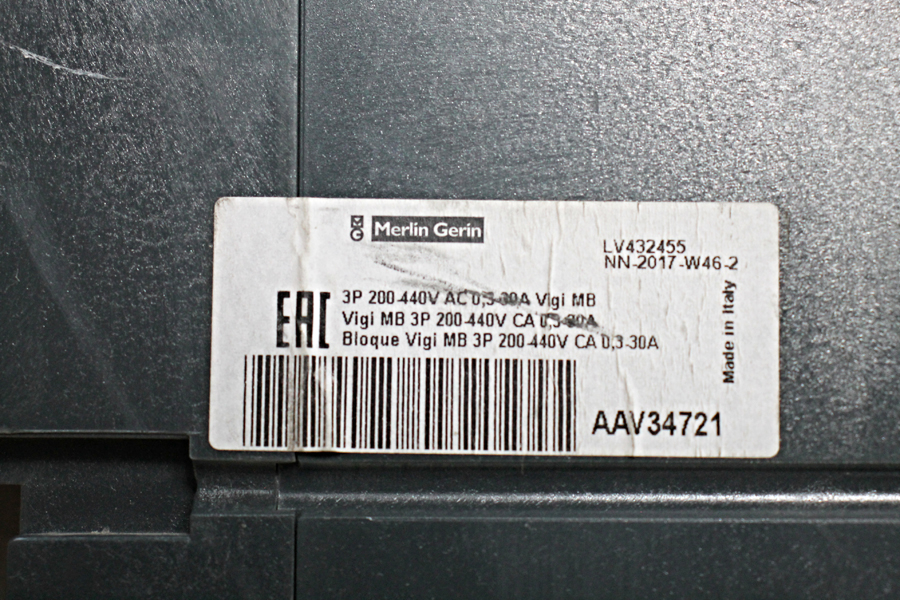 MG Merlin Gerin
LV432455
NN-2017-W46-2
EAC
3P 200-440V AC 0,3-30A Vigi MB
Vigi MB 3P 200-440V CA 0,3-30A
Bloque Vigi MB 3P 200-440V CA 0,3-30A
Made in Italy
AAV34721